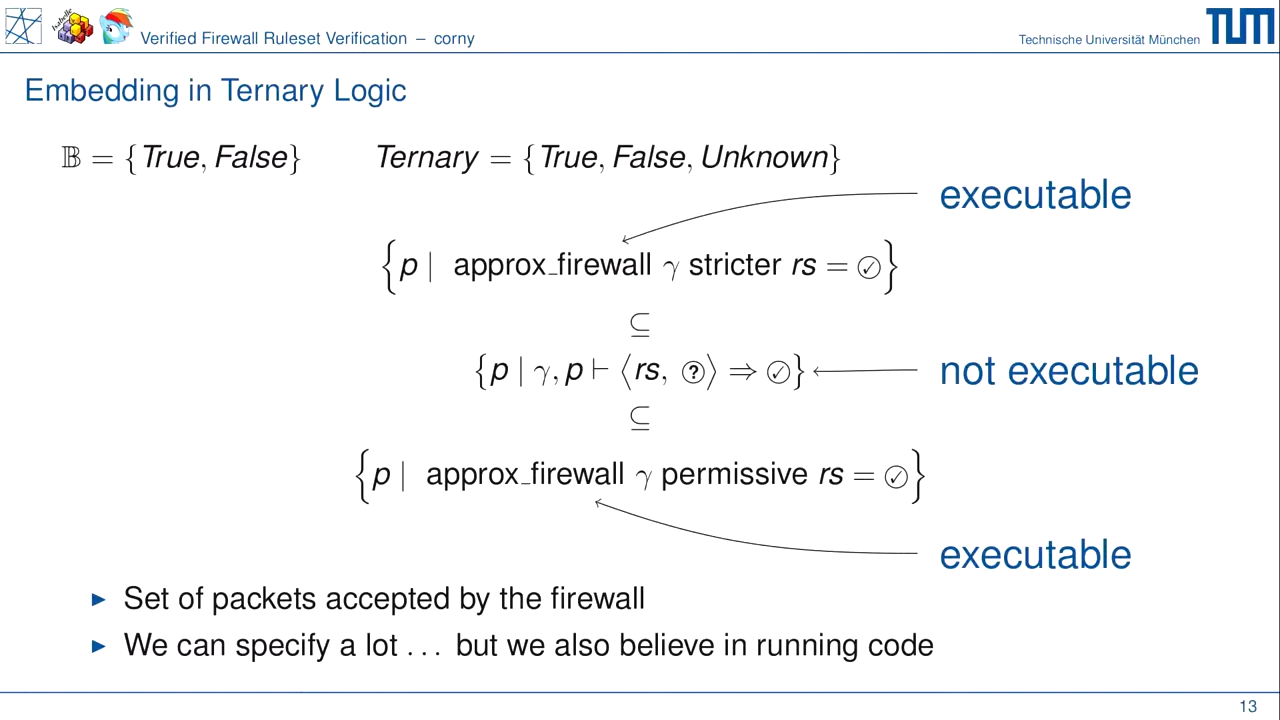 Isabelle
Verified Firewall Ruleset Verification – corny
Technische Universität München
TUM
Embedding in Ternary Logic
𝔹 = {True, False} Ternary = {True, False, Unknown}
executable
{p | approx_firewall γ stricter rs = ✓}
⊆
{p | γ, p ⊢ ⟨rs, ?⟩ ⇒ ✓}
not executable
⊆
{p | approx_firewall γ permissive rs = ✓}
executable
▶ Set of packets accepted by the firewall
▶ We can specify a lot ... but we also believe in running code
13